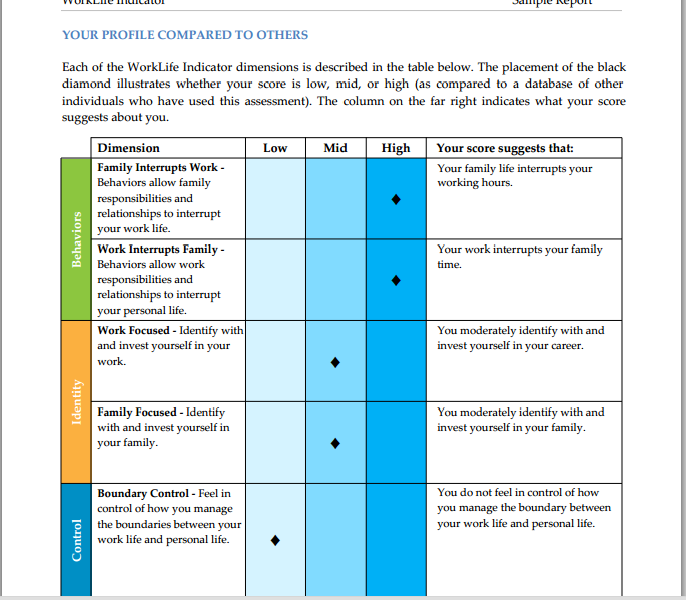 WorkLife Indicator Sample Report
YOUR PROFILE COMPARED TO OTHERS
Each of the WorkLife Indicator dimensions is described in the table below. The placement of the black
diamond illustrates whether your score is low, mid, or high (as compared to a database of other
individuals who have used this assessment). The column on the far right indicates what your score
suggests about you.
Dimension Low Mid High Your score suggests that:
Behaviors
Family Interrupts Work -
Behaviors allow family
responsibilities and
relationships to interrupt
your work life.
Your family life interrupts your
working hours.
Work Interrupts Family -
Behaviors allow work
responsibilities and
relationships to interrupt
your personal life.
Your work interrupts your family
time.
Identity
Work Focused - Identify with
and invest yourself in your
work.
You moderately identify with and
invest yourself in your career.
Family Focused - Identify
with and invest yourself in
your family.
You moderately identify with and
invest yourself in your family.
Control
Boundary Control - Feel in
control of how you manage
the boundaries between your
work life and personal life.
You do not feel in control of how
you manage the boundary between
your work life and personal life.